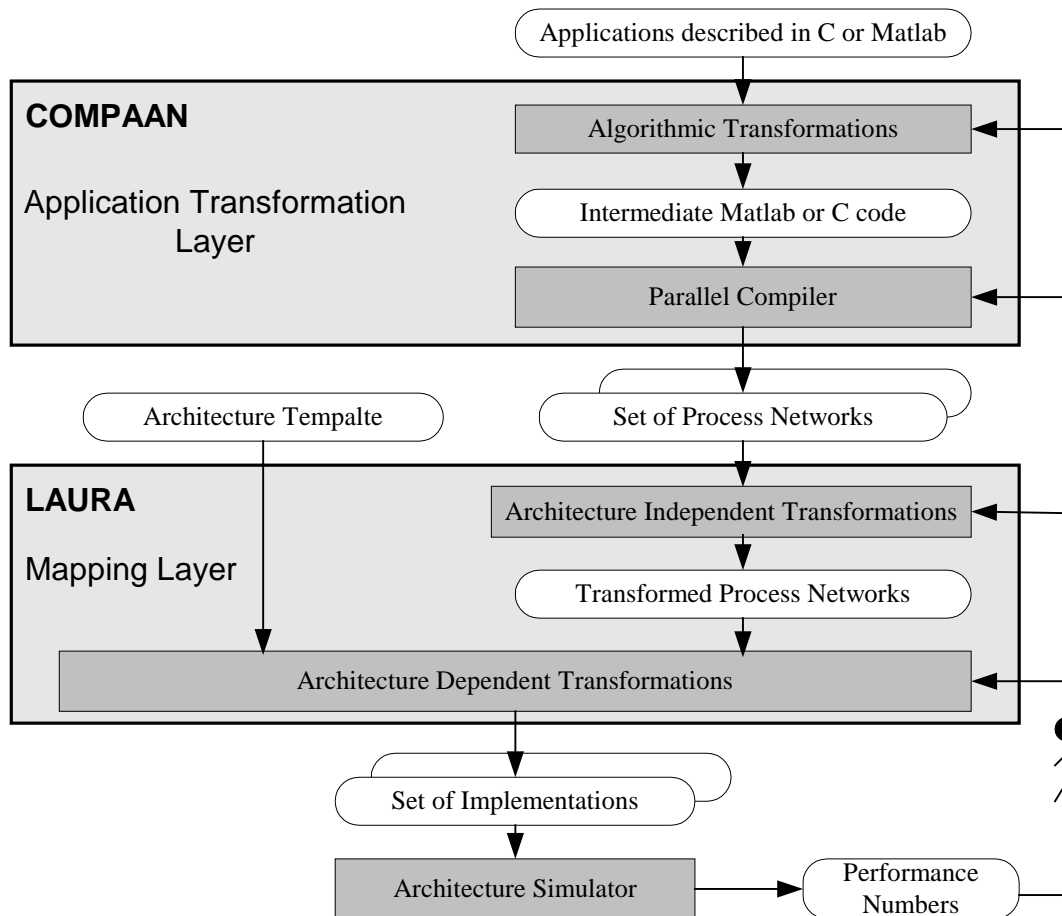 Applications described in C or Matlab
COMPAAN
Algorithmic Transformations
Application Transformation
Layer
Intermediate Matlab or C code
Parallel Compiler
Architecture Tempalte
Set of Process Networks
LAURA
Architecture Independent Transformations
Mapping Layer
Transformed Process Networks
Architecture Dependent Transformations
Set of Implementations
Architecture Simulator
Performance
Numbers